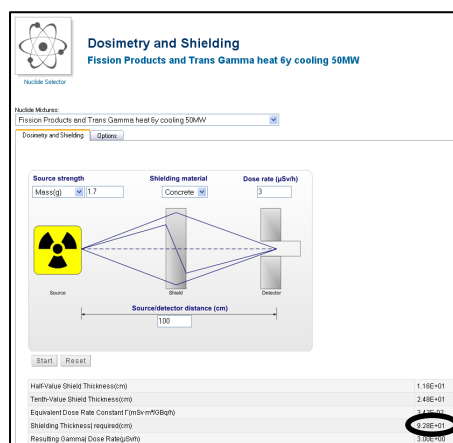 Dosimetry and Shielding
Fission Products and Trans Gamma heat 6y cooling 50MW
Nuclide Selector
Nuclide Mixtures:
Fission Products and Trans Gamma heat 6y cooling 50MW
Dosimetry and Shielding Options
Source strength Shielding material Dose rate (µSv/h)
Mass(g) 1.7 Concrete 3
Source Shield Detector
Source/detector distance (cm)
100
Start Reset
Half-Value Shield Thickness(cm) 1.18E+01
Tenth-Value Shield Thickness(cm) 2.48E+01
Equivalent Dose Rate Constant Γ(mSv·m²/GBq/h) 3.43E-02
Shielding Thickness| required(cm) 9.28E+01
Resulting Gamma| Dose Rate(µSv/h) 3.00E+00